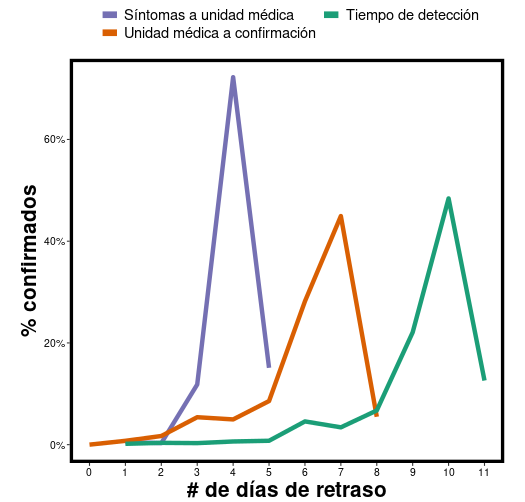 Síntomas a unidad médica
Tiempo de detección
Unidad médica a confirmación
% confirmados
60%
40%
20%
0%
0 1 2 3 4 5 6 7 8 9 10 11
# de días de retraso